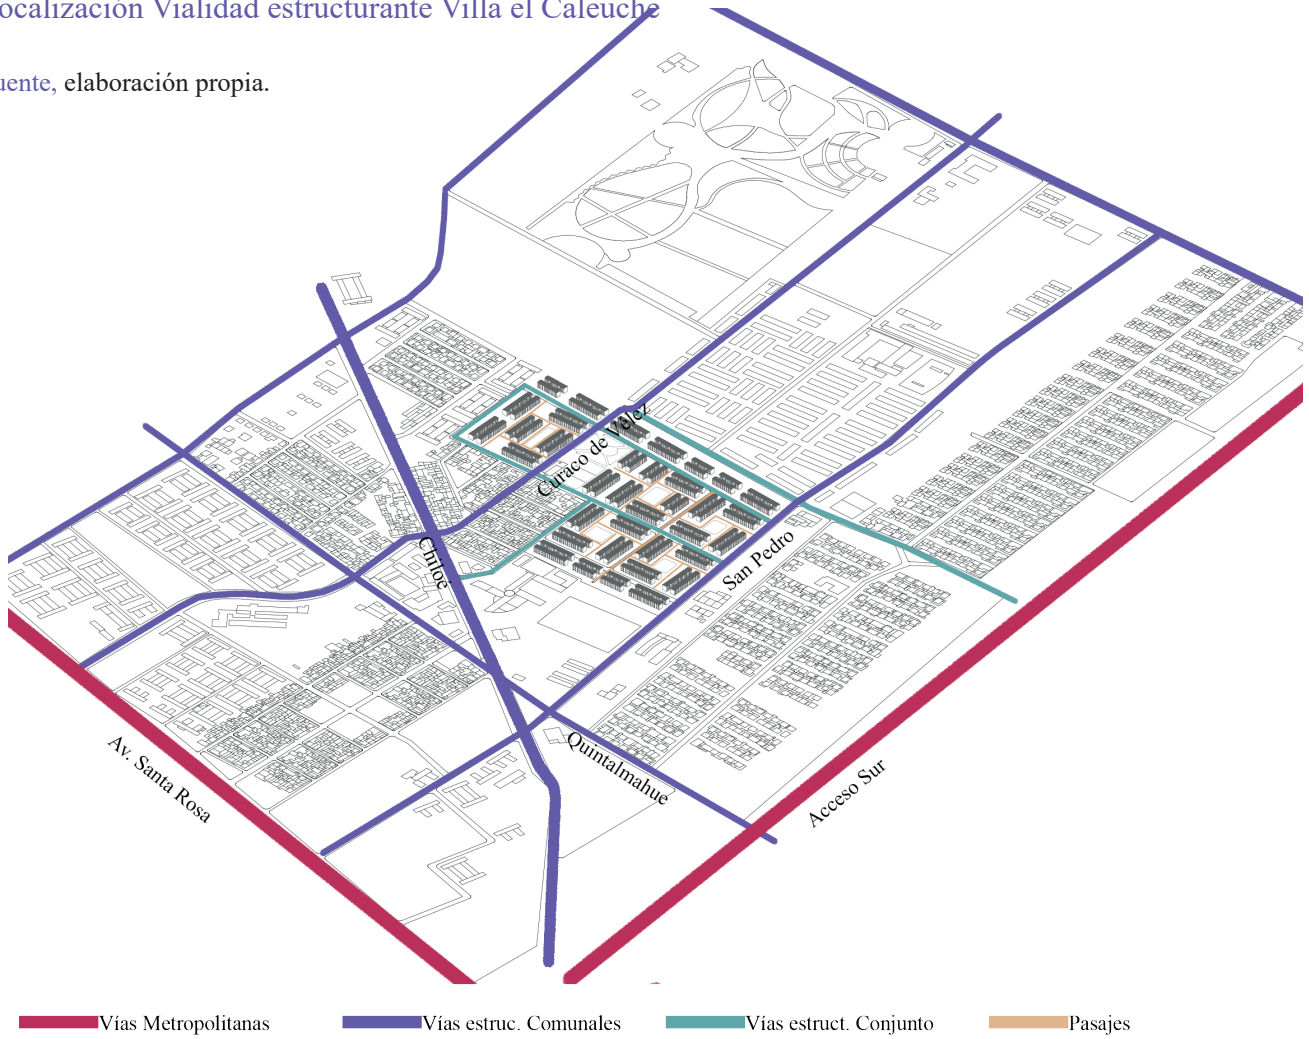 ocalización Vialidad estructurante Villa el Caleuche
uente, elaboración propia.
Curaco de Vélez
Chiloé
San Pedro
Quintalmahue
Av. Santa Rosa
Acceso Sur
Vías Metropolitanas
Vías estruc. Comunales
Vías estruct. Conjunto
Pasajes